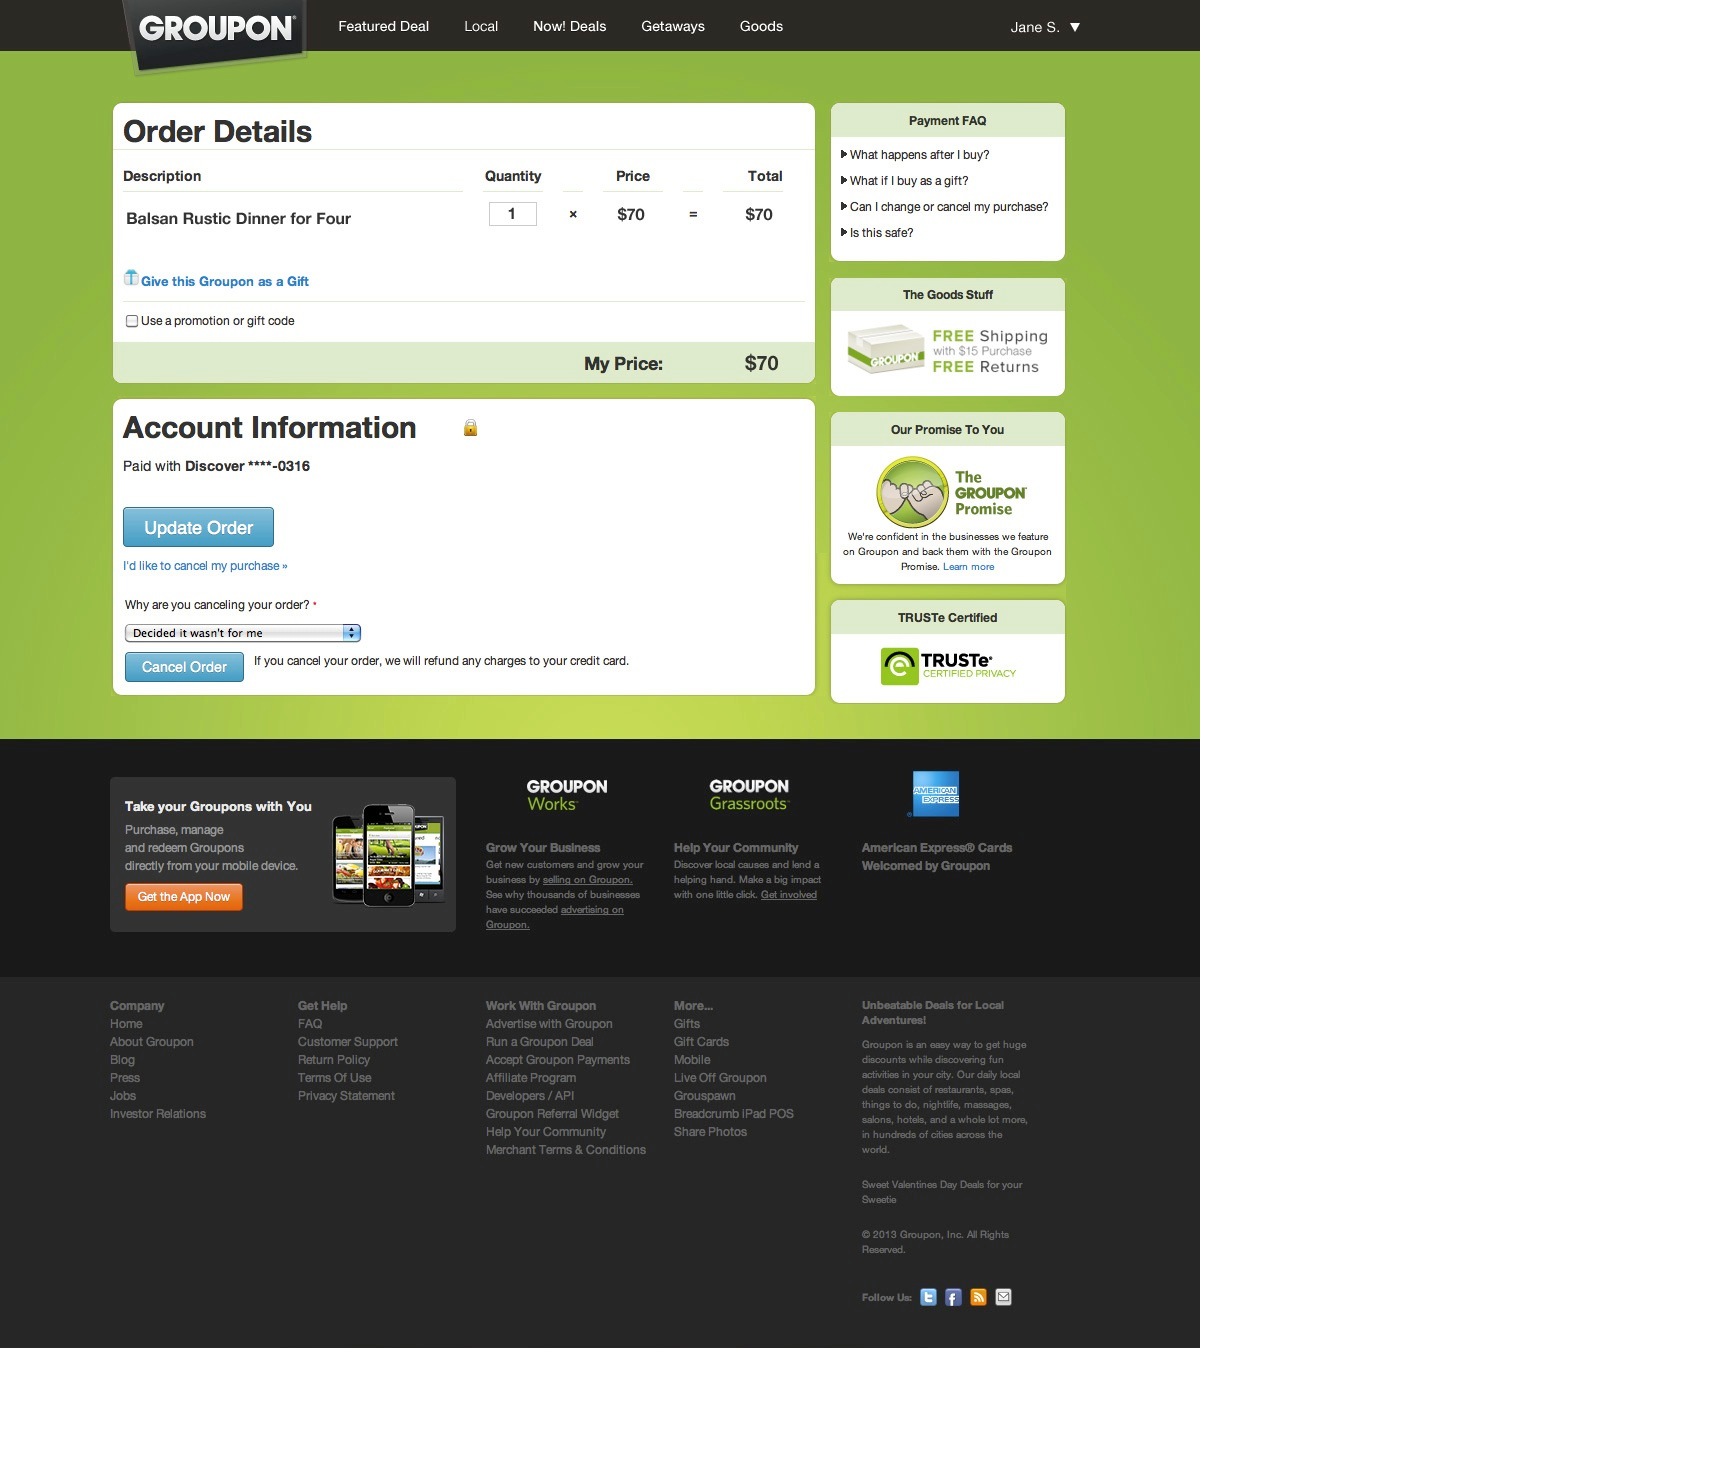 GROUPON
Featured Deal Local Now! Deals Getaways Goods Jane S. ▼
Order Details
Description Quantity Price Total
Balsan Rustic Dinner for Four 1 × $70 = $70
Give this Groupon as a Gift
Use a promotion or gift code
My Price: $70
Account Information
Paid with Discover ****-0316
Update Order
I'd like to cancel my purchase »
Why are you canceling your order? *
Decided it wasn't for me
Cancel Order If you cancel your order, we will refund any charges to your credit card.
Payment FAQ
What happens after I buy?
What if I buy as a gift?
Can I change or cancel my purchase?
Is this safe?
The Goods Stuff
GROUPON
FREE Shipping
with $15 Purchase
FREE Returns
Our Promise To You
The
GROUPON
Promise
We're confident in the businesses we feature
on Groupon and back them with the Groupon
Promise. Learn more
TRUSTe Certified
TRUSTe
CERTIFIED PRIVACY
Take your Groupons with You
Purchase, manage
and redeem Groupons
directly from your mobile device.
Get the App Now
GROUPON
Works™
Grow Your Business
Get new customers and grow your
business by selling on Groupon.
See why thousands of businesses
have succeeded advertising on
Groupon.
GROUPON
Grassroots™
Help Your Community
Discover local causes and lend a
helping hand. Make a big impact
with one little click. Get involved
AMERICAN
EXPRESS
American Express® Cards
Welcomed by Groupon
Company
Home
About Groupon
Blog
Press
Jobs
Investor Relations
Get Help
FAQ
Customer Support
Return Policy
Terms Of Use
Privacy Statement
Work With Groupon
Advertise with Groupon
Run a Groupon Deal
Accept Groupon Payments
Affiliate Program
Developers / API
Groupon Referral Widget
Help Your Community
Merchant Terms & Conditions
More...
Gifts
Gift Cards
Mobile
Live Off Groupon
Grouspawn
Breadcrumb iPad POS
Share Photos
Unbeatable Deals for Local
Adventures!
Groupon is an easy way to get huge
discounts while discovering fun
activities in your city. Our daily local
deals consist of restaurants, spas,
things to do, nightlife, massages,
salons, hotels, and a whole lot more,
in hundreds of cities across the
world.
Sweet Valentines Day Deals for your
Sweetie
© 2013 Groupon, Inc. All Rights
Reserved.
Follow Us: